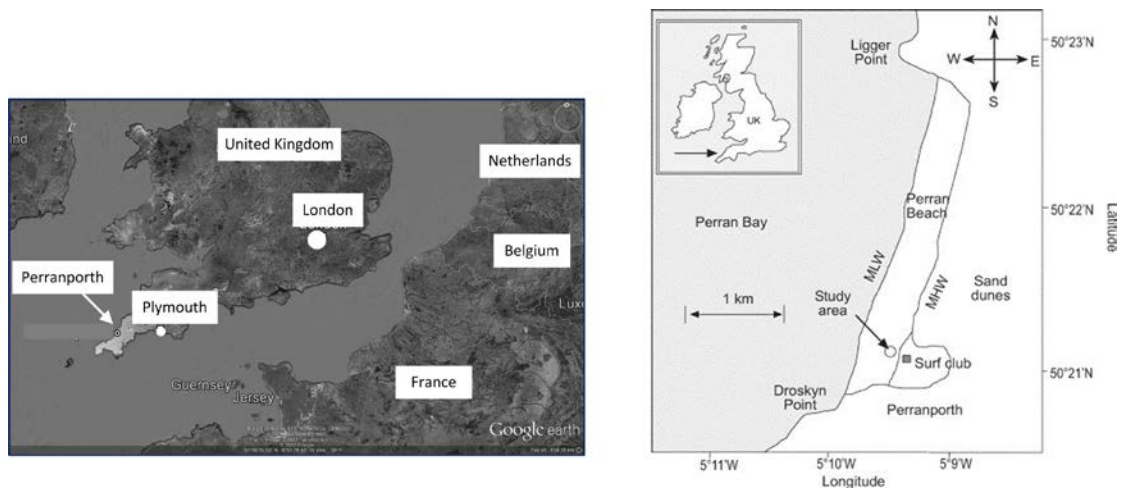 United Kingdom
Netherlands
London
Belgium
Perranporth
Plymouth
Luxe
Guernsey
Jersey
France
Google earth
N
W
E
S
Ligger
Point
50°23'N
UK
Perran
Beach
50°22'N
Perran Bay
Latitude
MLW
MHW
Sand
dunes
1 km
Study
area
Surf club
50°21'N
Droskyn
Point
Perranporth
5°11'W
5°10'W
5°9'W
Longitude